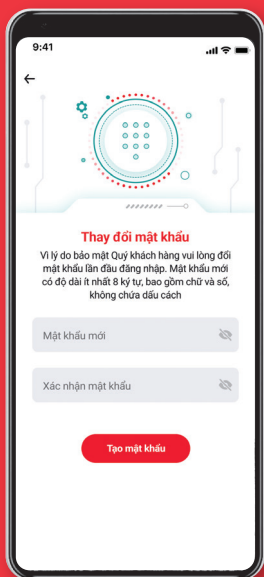 9:41
Thay đổi mật khẩu
Vì lý do bảo mật Quý khách hàng vui lòng đổi
mật khẩu lần đầu đăng nhập. Mật khẩu mới
có độ dài ít nhất 8 ký tự, bao gồm chữ và số,
không chứa dấu cách
Mật khẩu mới
Xác nhận mật khẩu
Tạo mật khẩu